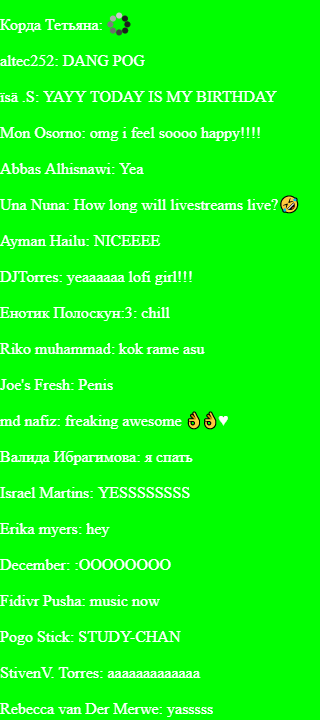 Корда Тетьяна:
altec252: DANG POG
ïsä .S: YAYY TODAY IS MY BIRTHDAY
Mon Osorno: omg i feel soooo happy!!!!
Abbas Alhisnawi: Yea
Una Nuna: How long will livestreams live?🤣
Ayman Hailu: NICEEEE
DJTorres: yeaaaaaa lofi girl!!!
Енотик Полоскун:3: chill
Riko muhammad: kok rame asu
Joe's Fresh: Penis
md nafiz: freaking awesome 👌👌♥
Валида Ибрагимова: я спать
Israel Martins: YESSSSSSSS
Erika myers: hey
December: :OOOOOOOO
Fidivr Pusha: music now
Pogo Stick: STUDY-CHAN
StivenV. Torres: aaaaaaaaaaaaa
Rebecca van Der Merwe: yasssss